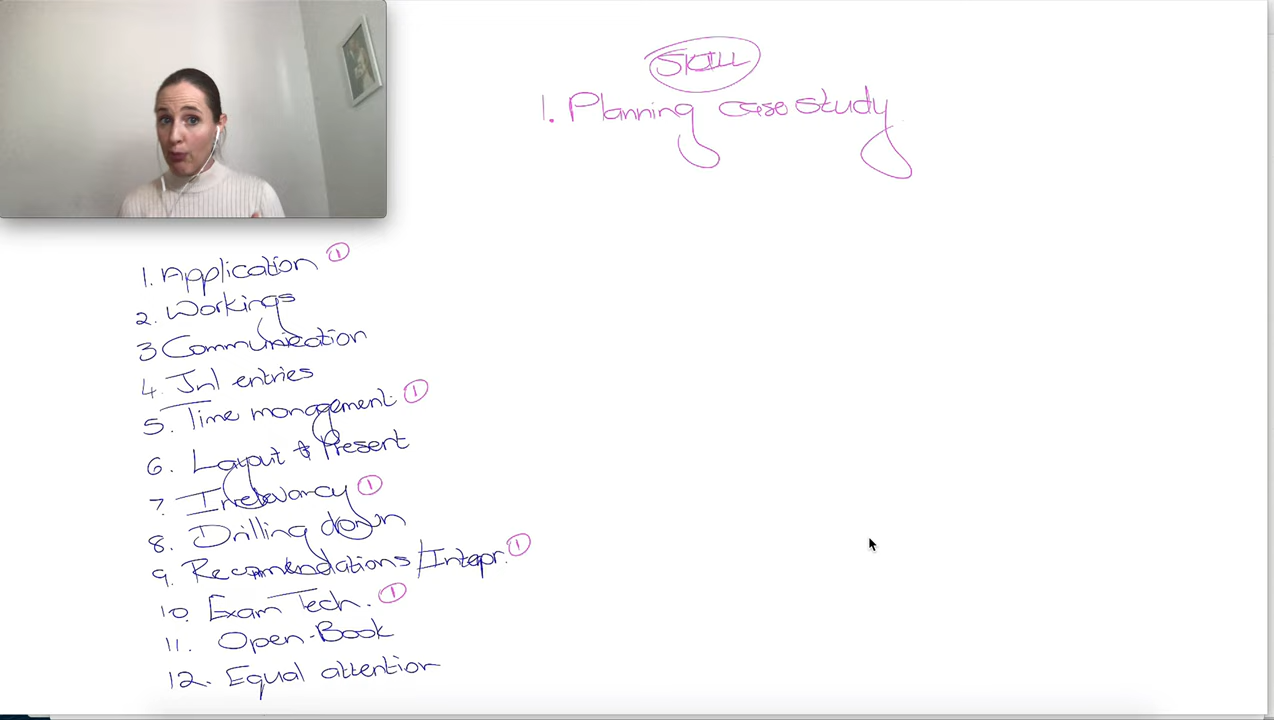 SKILL
1. Planning case study
1. Application ①
2. Workings
3 Communication
4. Jnl entries
5. Time management ①
6. Layout & Present
7. Irrelevancy ①
8. Drilling down
9. Recommendations/Interpr. ①
10. Exam Tech. ①
11. Open-Book
12. Equal attention